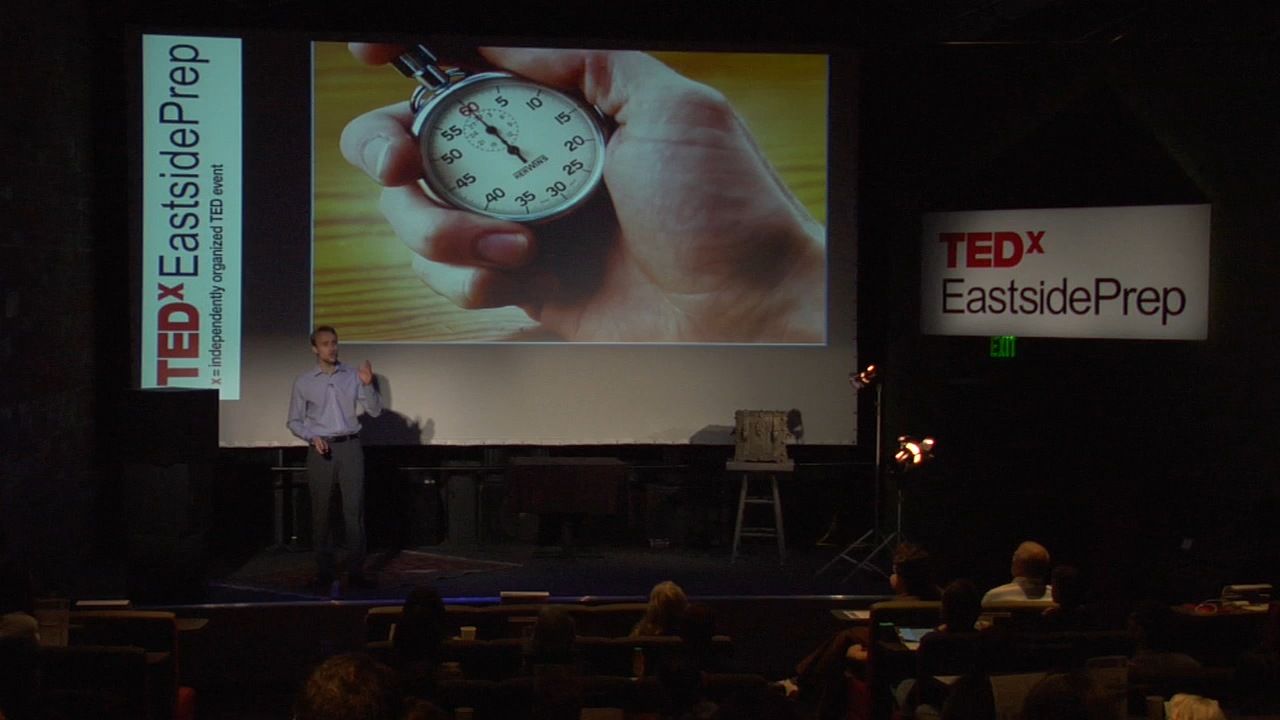 TEDx EastsidePrep
x = independently organized TED event
60
5
10
15
20
25
30
35
40
45
50
55
HERWINS
TEDx
EastsidePrep
EXIT